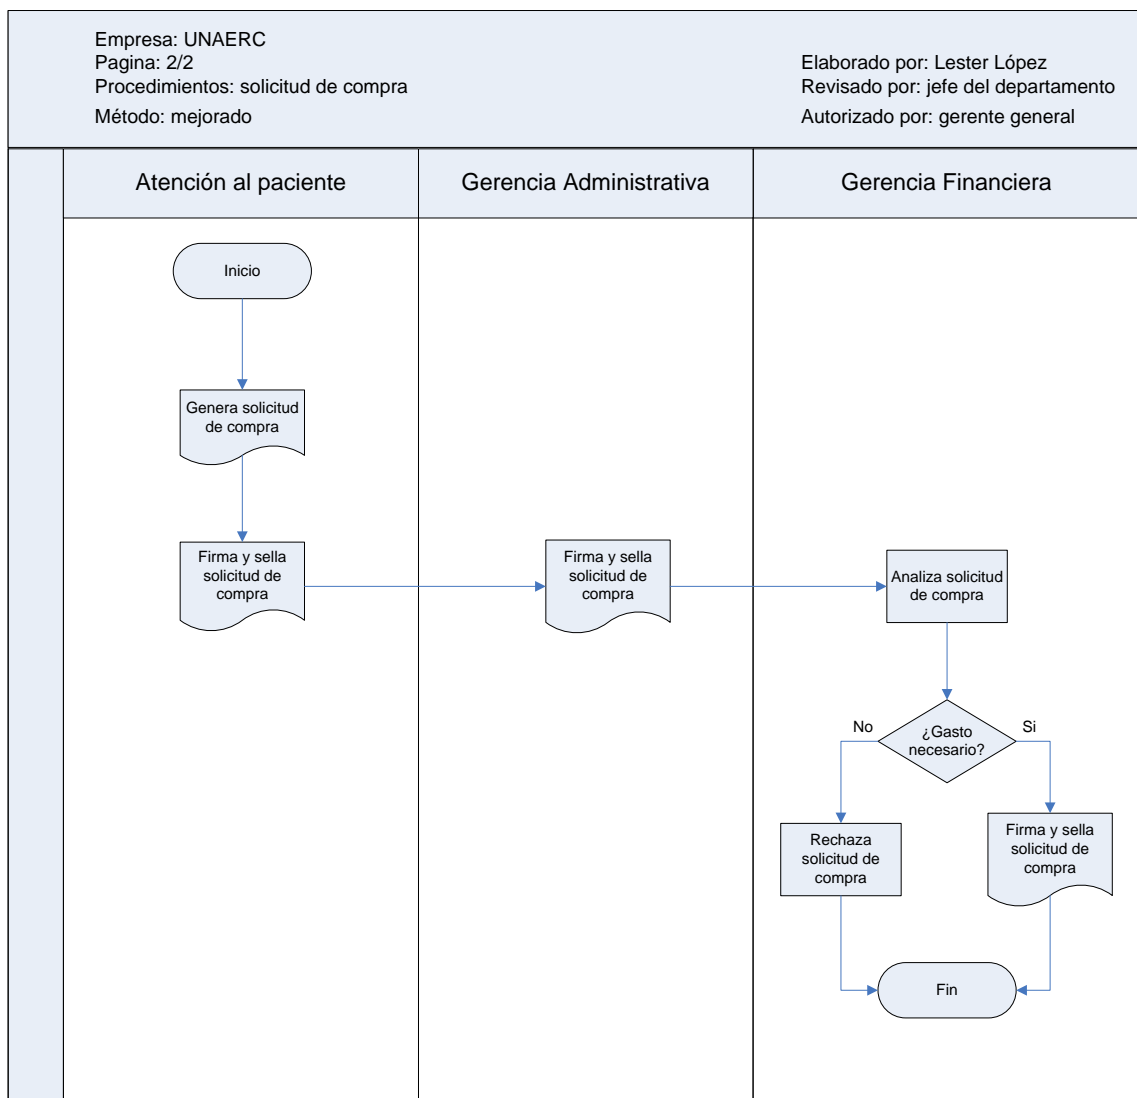 Empresa: UNAERC
Pagina: 2/2
Procedimientos: solicitud de compra
Método: mejorado
Elaborado por: Lester López
Revisado por: jefe del departamento
Autorizado por: gerente general
Atención al paciente
Gerencia Administrativa
Gerencia Financiera
Inicio
Genera solicitud
de compra
Firma y sella
solicitud de
compra
Firma y sella
solicitud de
compra
Analiza solicitud
de compra
¿Gasto
necesario?
No
Si
Rechaza
solicitud de
compra
Firma y sella
solicitud de
compra
Fin